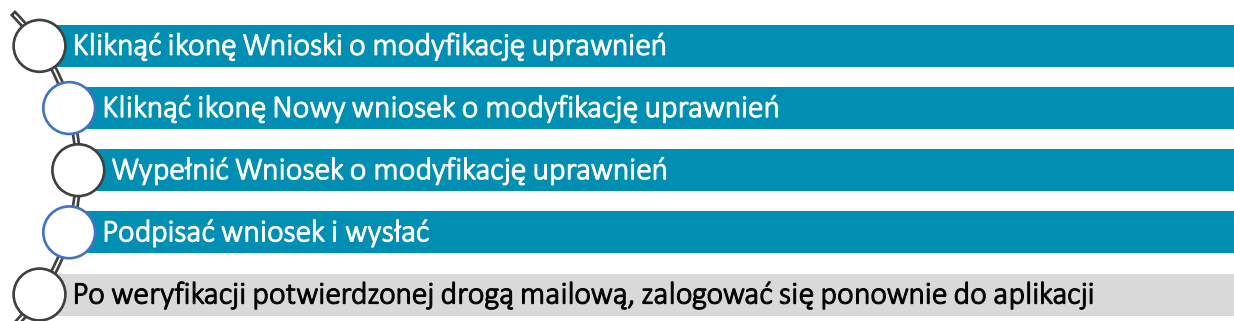 Kliknąć ikonę Wnioski o modyfikację uprawnień
Kliknąć ikonę Nowy wniosek o modyfikację uprawnień
Wypełnić Wniosek o modyfikację uprawnień
Podpisać wniosek i wysłać
Po weryfikacji potwierdzonej drogą mailową, zalogować się ponownie do aplikacji